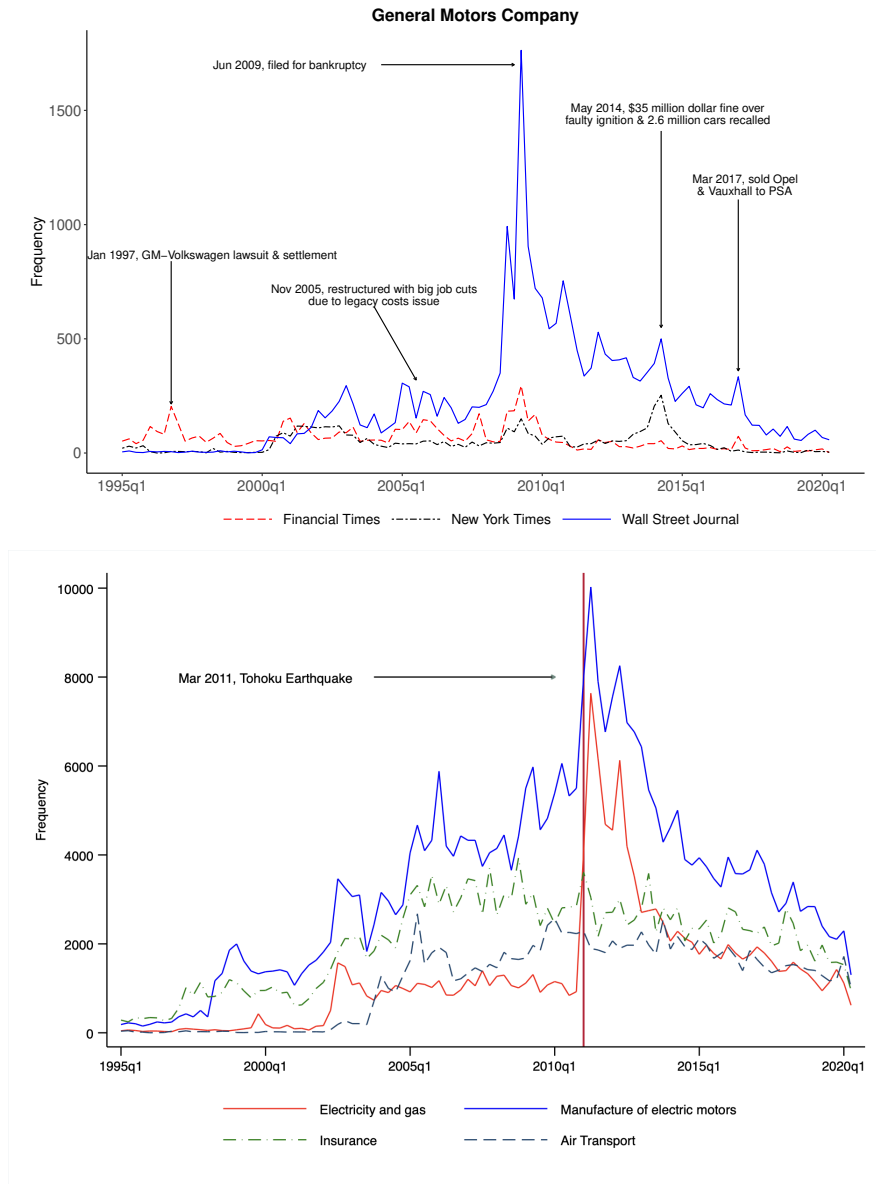 General Motors Company
Jun 2009, filed for bankruptcy
May 2014, $35 million dollar fine over
faulty ignition & 2.6 million cars recalled
Mar 2017, sold Opel
& Vauxhall to PSA
Jan 1997, GM−Volkswagen lawsuit & settlement
Nov 2005, restructured with big job cuts
due to legacy costs issue
Frequency
1500
1000
500
0
1995q1 2000q1 2005q1 2010q1 2015q1 2020q1
Financial Times New York Times Wall Street Journal
10000
8000
6000
4000
2000
0
Mar 2011, Tohoku Earthquake
Frequency
1995q1 2000q1 2005q1 2010q1 2015q1 2020q1
Electricity and gas Manufacture of electric motors
Insurance Air Transport